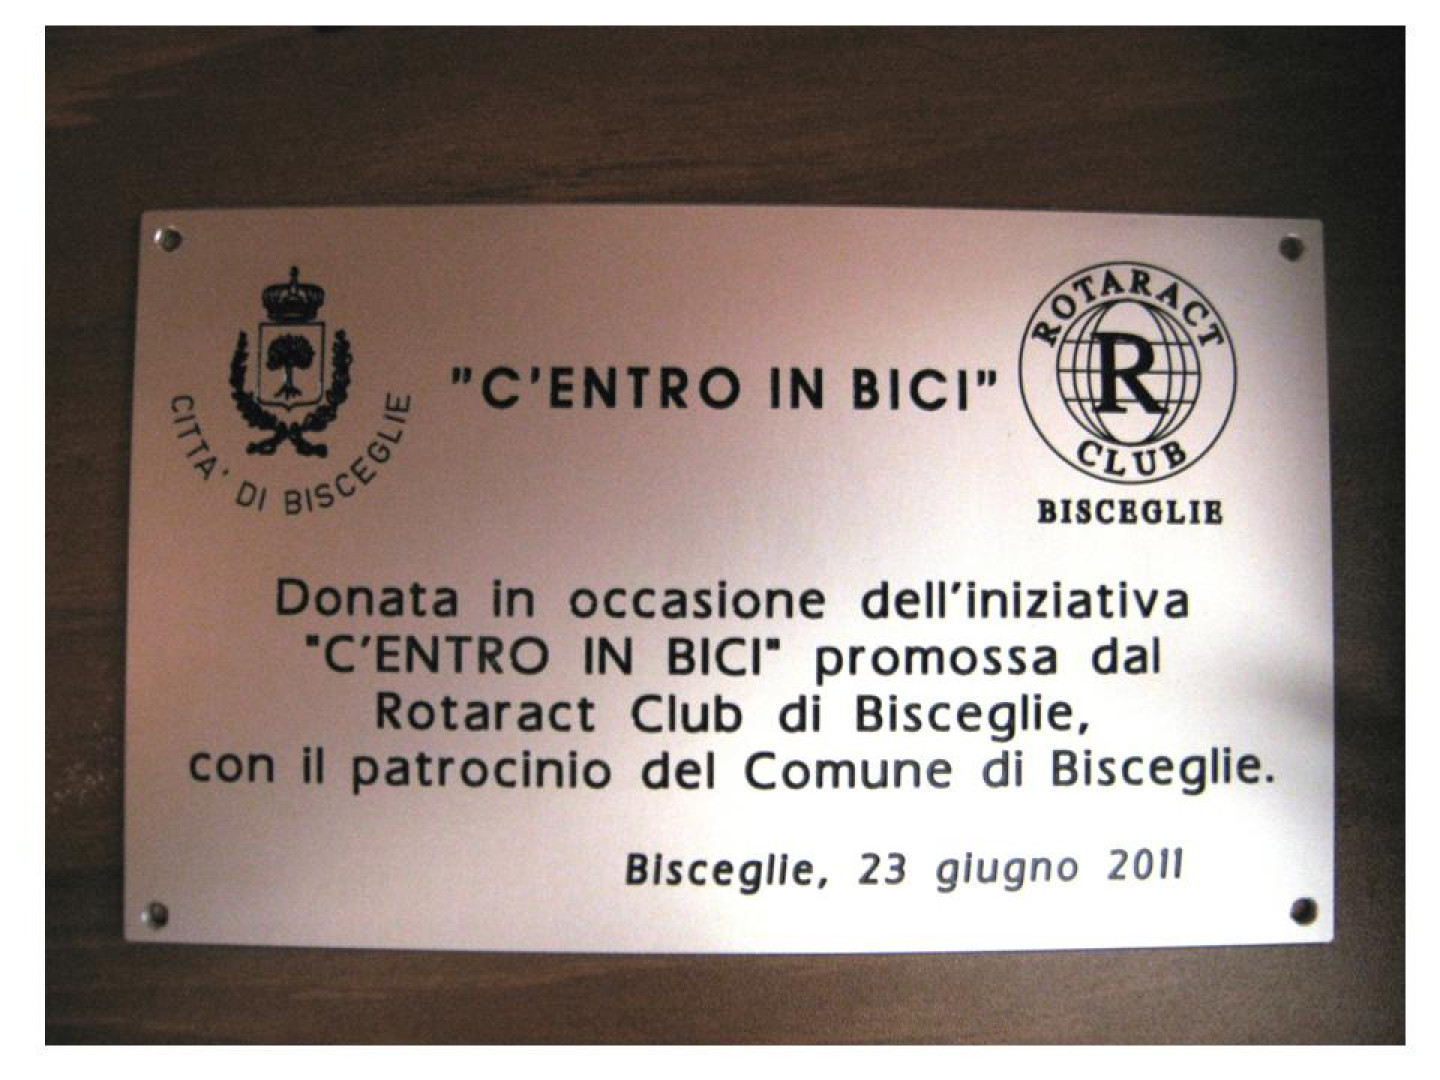 CITTA' DI BISCEGLIE
"C'ENTRO IN BICI"
ROTARACT
R
CLUB
BISCEGLIE
Donata in occasione dell'iniziativa
"C'ENTRO IN BICI" promossa dal
Rotaract Club di Bisceglie,
con il patrocinio del Comune di Bisceglie.
Bisceglie, 23 giugno 2011